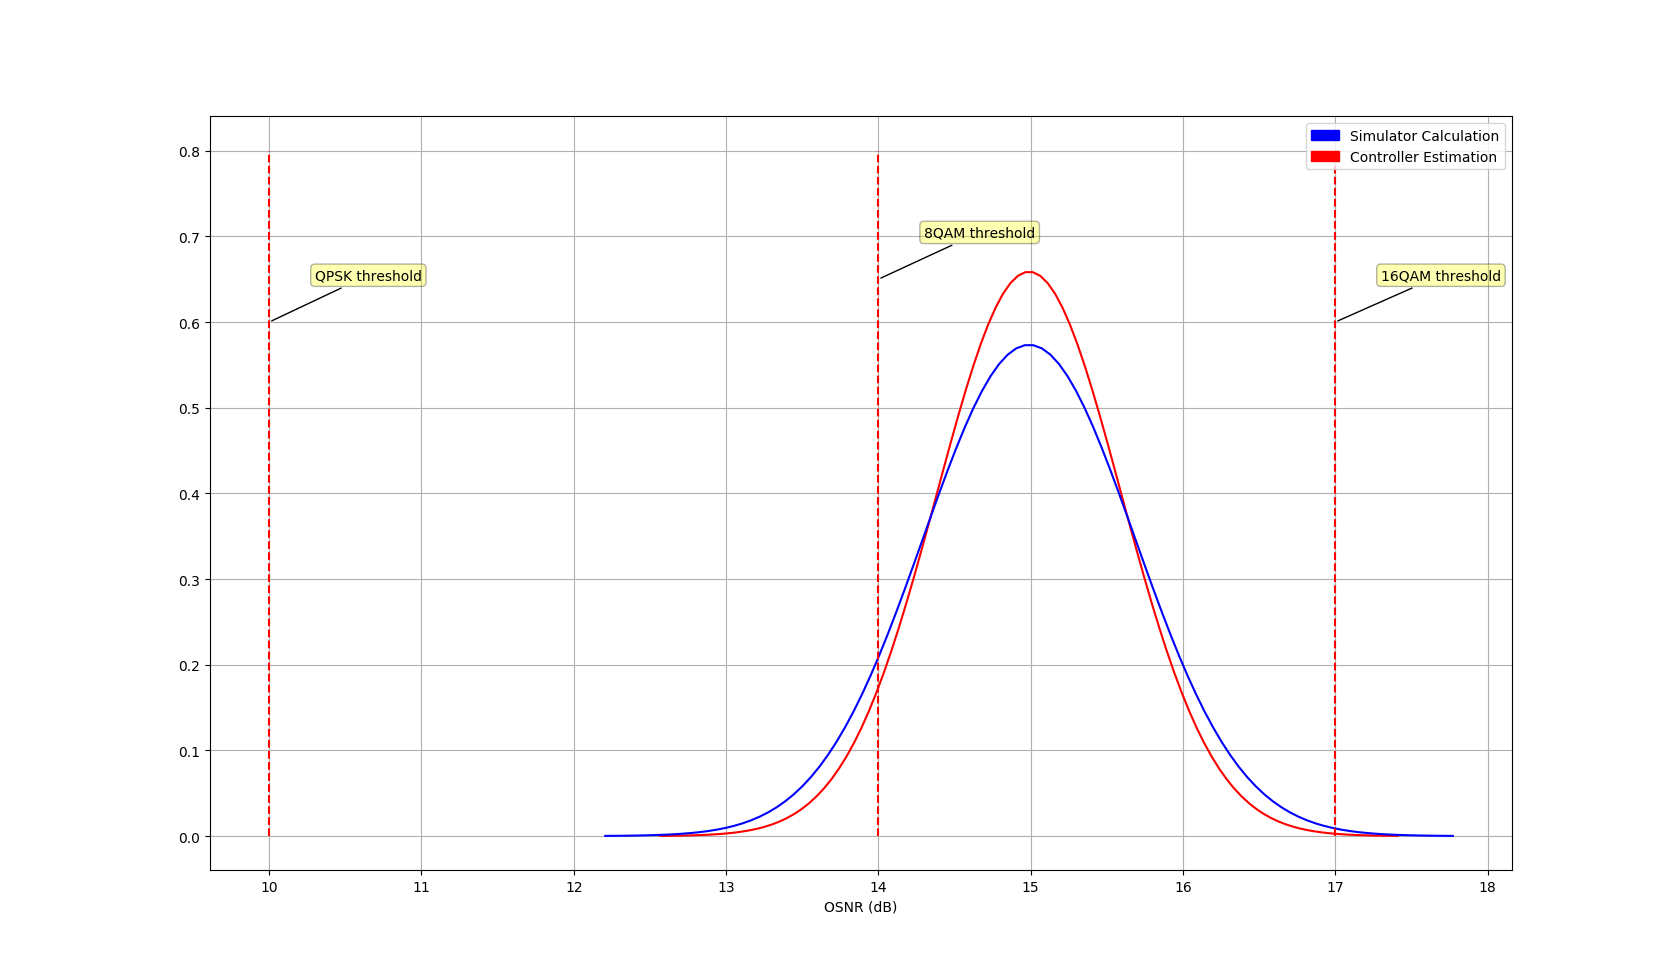 Simulator Calculation
Controller Estimation
0.8
0.7
0.6
0.5
0.4
0.3
0.2
0.1
0.0
QPSK threshold
8QAM threshold
16QAM threshold
10 11 12 13 14 15 16 17 18
OSNR (dB)